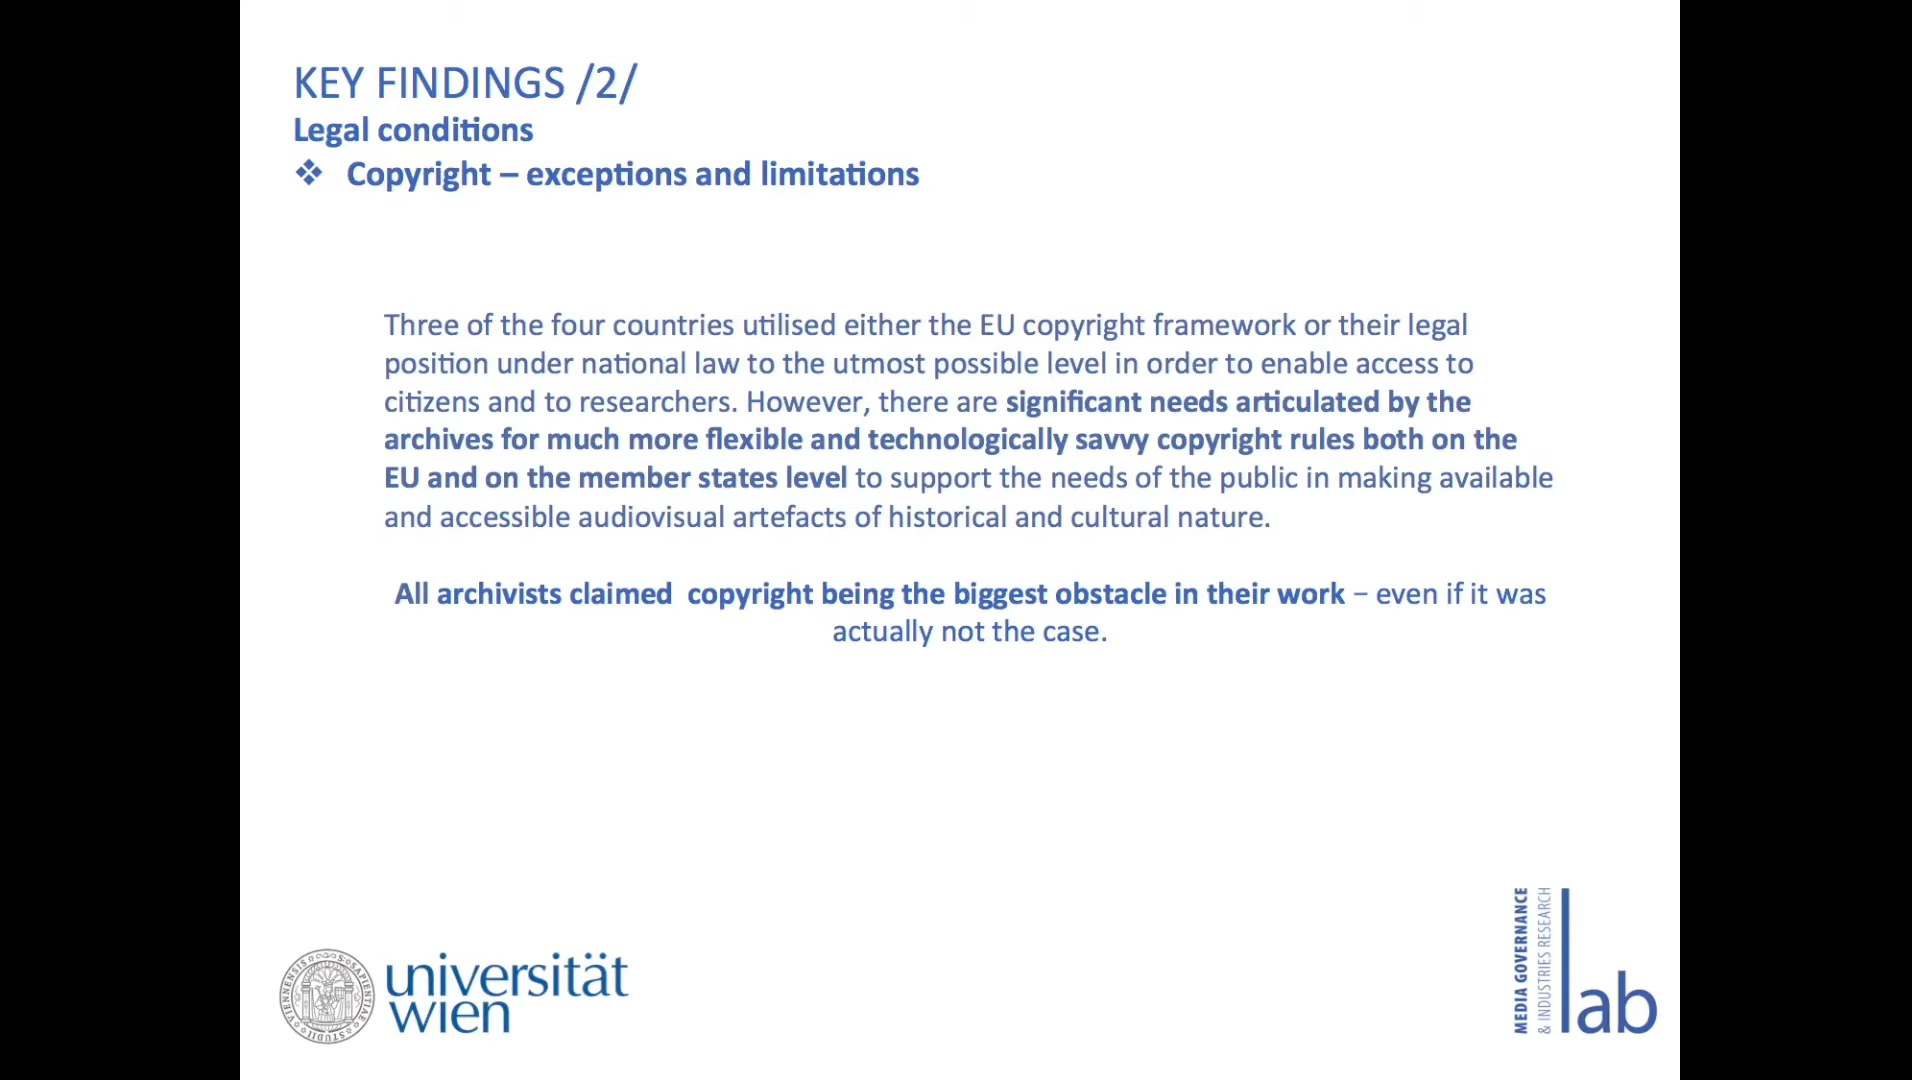 KEY FINDINGS /2/
Legal conditions
❖ Copyright – exceptions and limitations
Three of the four countries utilised either the EU copyright framework or their legal
position under national law to the utmost possible level in order to enable access to
citizens and to researchers. However, there are significant needs articulated by the
archives for much more flexible and technologically savvy copyright rules both on the
EU and on the member states level to support the needs of the public in making available
and accessible audiovisual artefacts of historical and cultural nature.
All archivists claimed  copyright being the biggest obstacle in their work – even if it was
actually not the case.
STUDII VIENNENSIS S. SAPIENTIAE
universität
wien
MEDIA GOVERNANCE
& INDUSTRIES RESEARCH
lab